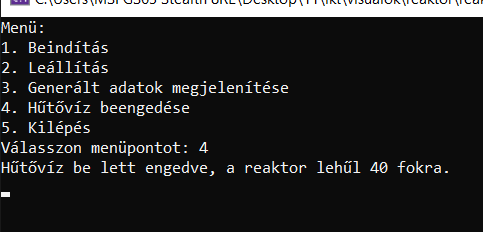 Menü:
1. Beindítás
2. Leállítás
3. Generált adatok megjelenítése
4. Hűtővíz beengedése
5. Kilépés
Válasszon menüpontot: 4
Hűtővíz be lett engedve, a reaktor lehűl 40 fokra.